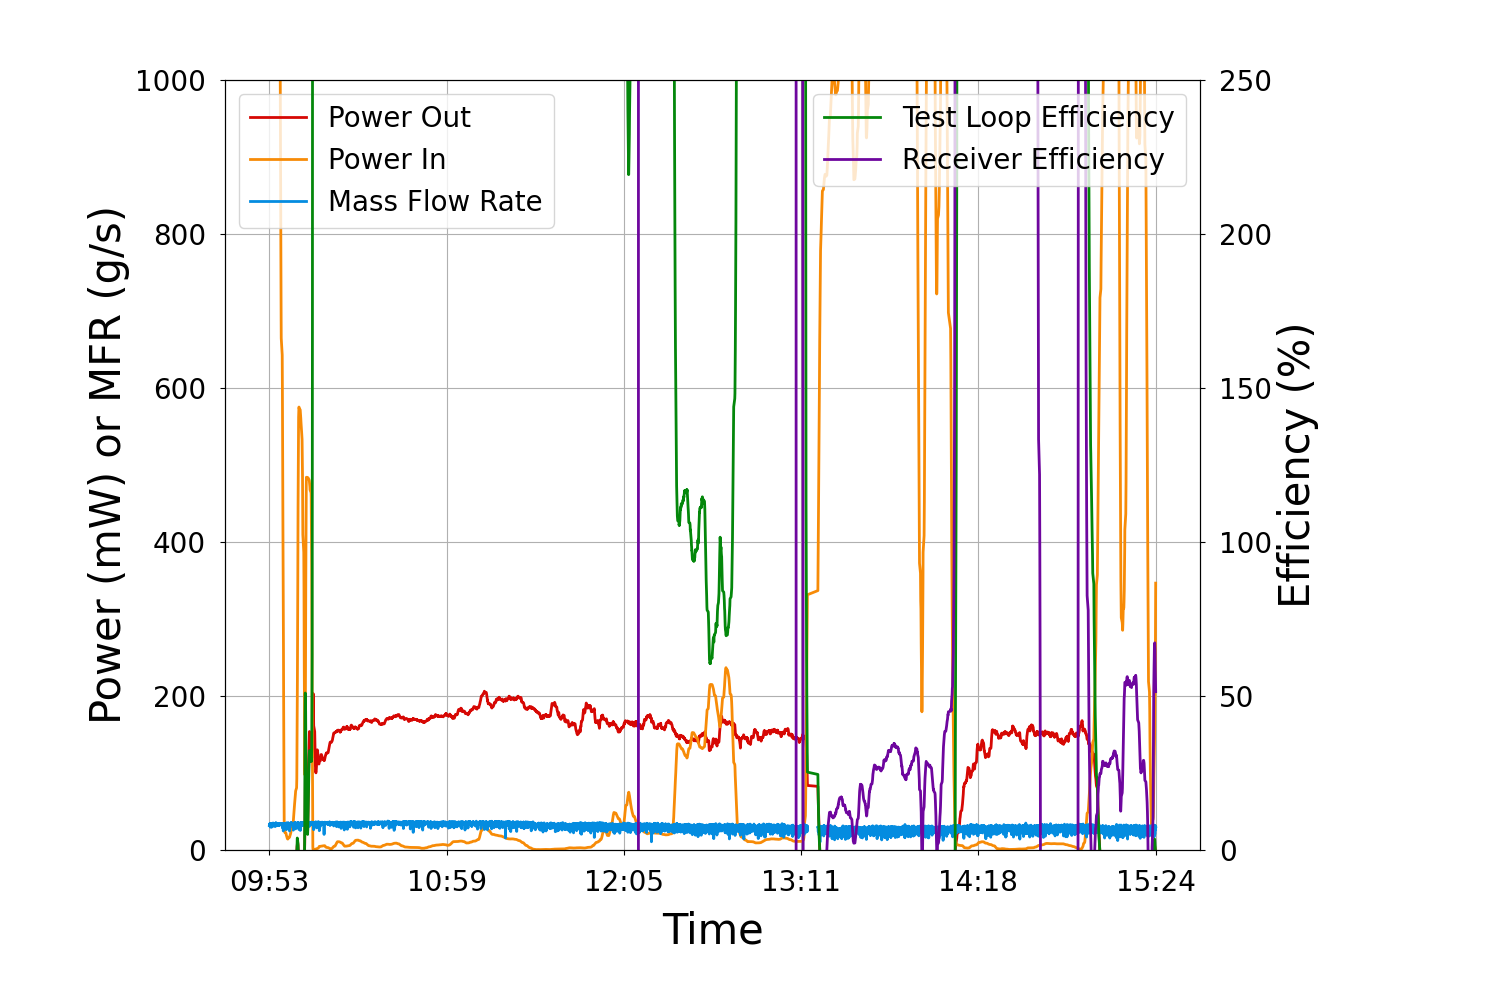 1000
800
600
400
200
0
Power (mW) or MFR (g/s)
Power Out
Power In
Mass Flow Rate
Test Loop Efficiency
Receiver Efficiency
250
200
150
100
50
0
Efficiency (%)
09:53 10:59 12:05 13:11 14:18 15:24
Time